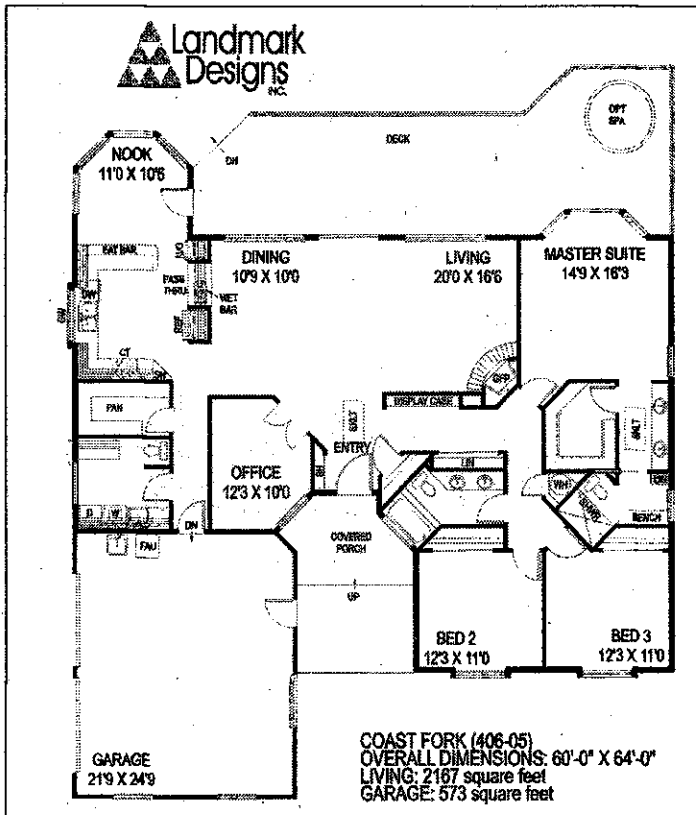 Landmark
Designs
INC.
OPT
SPA
DECK
DN
NOOK
11'0 X 10'6
EAT BAR
DINING
10'9 X 10'0
LIVING
20'0 X 16'6
MASTER SUITE
14'9 X 16'3
PASS
THRU
WET
BAR
DW
REF
CT
PAN
DISPLAY CASE
SKLT
SKLT
ENTRY
LIN
OFFICE
12'3 X 10'0
WH
BENCH
D
W
DN
FAU
COVERED
PORCH
UP
BED 2
12'3 X 11'0
BED 3
12'3 X 11'0
GARAGE
21'9 X 24'9
COAST FORK (406-05)
OVERALL DIMENSIONS: 60'-0" X 64'-0"
LIVING: 2167 square feet
GARAGE: 573 square feet